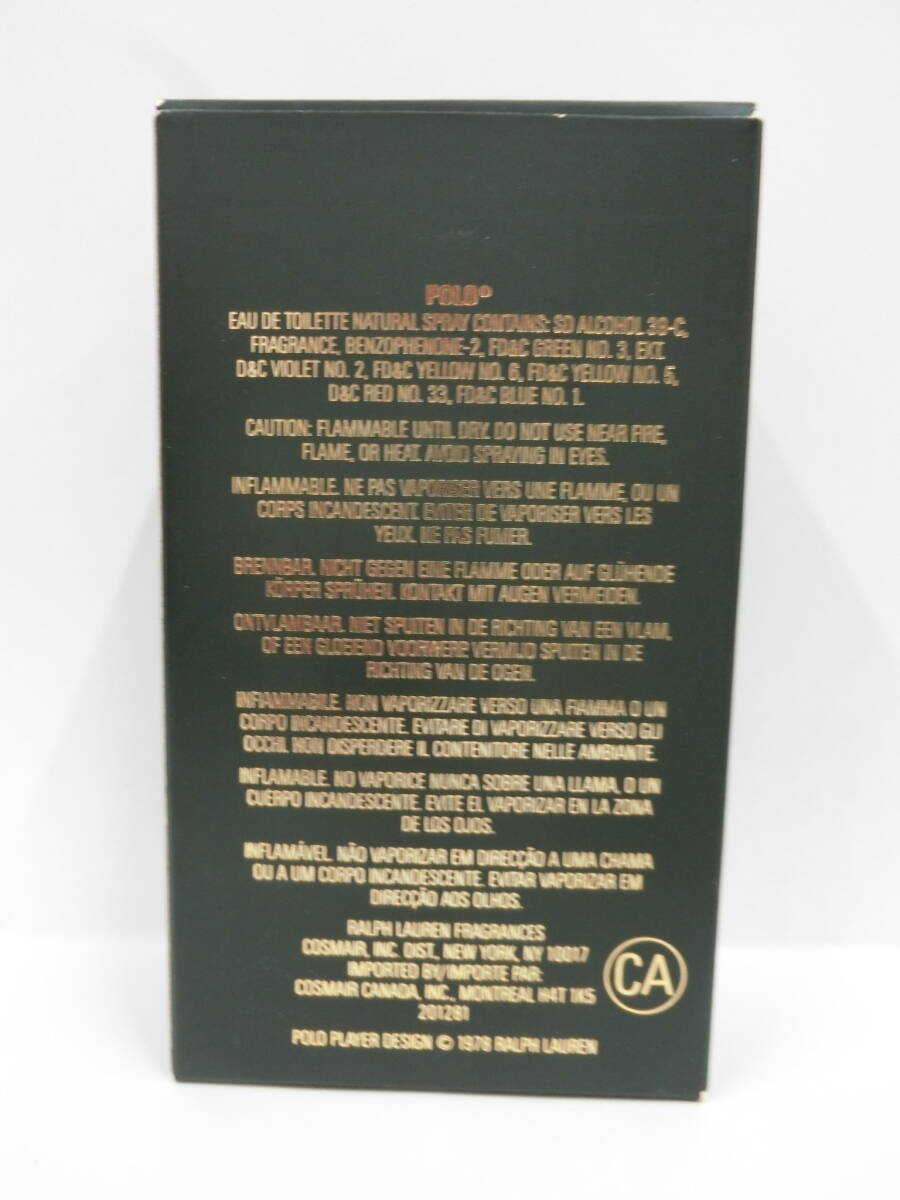 POLO®
EAU DE TOILETTE NATURAL SPRAY CONTAINS: SD ALCOHOL 39-C,
FRAGRANCE, BENZOPHENONE-2, FD&C GREEN NO. 3, EXT.
D&C VIOLET NO. 2, FD&C YELLOW NO. 6, FD&C YELLOW NO. 5,
D&C RED NO. 33, FD&C BLUE NO. 1.
CAUTION: FLAMMABLE UNTIL DRY. DO NOT USE NEAR FIRE,
FLAME, OR HEAT. AVOID SPRAYING IN EYES.
INFLAMMABLE. NE PAS VAPORISER VERS UNE FLAMME, OU UN
CORPS INCANDESCENT. EVITER DE VAPORISER VERS LES
YEUX. NE PAS FUMER.
BRENNBAR. NICHT GEGEN EINE FLAMME ODER AUF GLÜHENDE
KÖRPER SPRÜHEN. KONTAKT MIT AUGEN VERMEIDEN.
ONTVLAMBAAR. NIET SPUITEN IN DE RICHTING VAN EEN VLAM,
OF EEN GLOEIEND VOORWERP. VERMIJD SPUITEN IN DE
RICHTING VAN DE OGEN.
INFIAMMABILE. NON VAPORIZZARE VERSO UNA FIAMMA O UN
CORPO INCANDESCENTE. EVITARE DI VAPORIZZARE VERSO GLI
OCCHI. NON DISPERDERE IL CONTENITORE NELLE AMBIANTE.
INFLAMABLE. NO VAPORICE NUNCA SOBRE UNA LLAMA, O UN
CUERPO INCANDESCENTE. EVITE EL VAPORIZAR EN LA ZONA
DE LOS OJOS.
INFLAMÁVEL. NÃO VAPORIZAR EM DIRECÇÃO A UMA CHAMA
OU A UM CORPO INCANDESCENTE. EVITAR VAPORIZAR EM
DIRECÇÃO AOS OLHOS.
RALPH LAUREN FRAGRANCES
COSMAIR, INC. DIST., NEW YORK, NY 10017
IMPORTED BY/IMPORTE PAR:
COSMAIR CANADA, INC., MONTREAL H4T 1K5
201281
CA
POLO PLAYER DESIGN © 1978 RALPH LAUREN